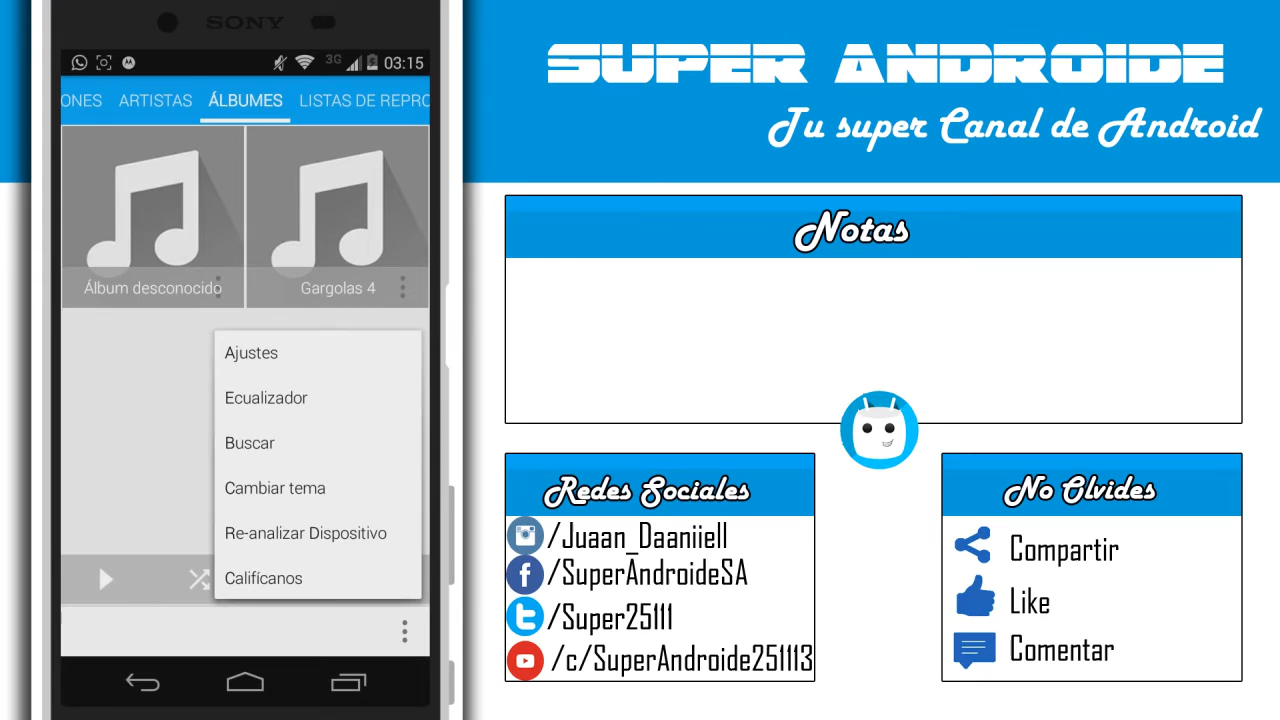 SONY
3G 03:15
ONES ARTISTAS ÁLBUMES LISTAS DE REPRO
Álbum desconocido
Gargolas 4
Ajustes
Ecualizador
Buscar
Cambiar tema
Re-analizar Dispositivo
Califícanos
SUPER ANDROIDE
Tu super Canal de Android
Notas
Redes Sociales
/Juaan_Daaniiell
/SuperAndroideSA
/Super25111
/c/SuperAndroide251113
No Olvides
Compartir
Like
Comentar